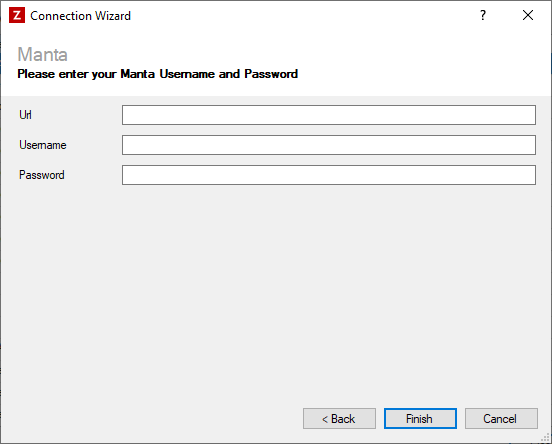 Z Connection Wizard ?
Manta
Please enter your Manta Username and Password
Url
Username
Password
< Back Finish Cancel